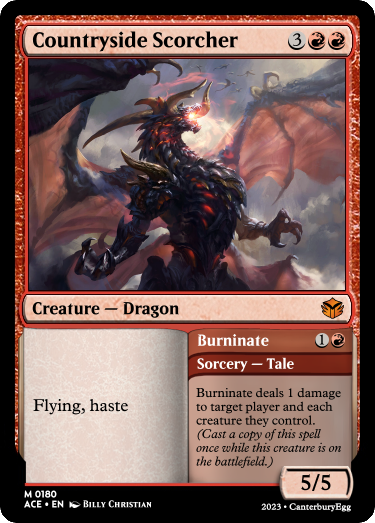 Countryside Scorcher 3
Creature — Dragon
Flying, haste
Burninate 1
Sorcery — Tale
Burninate deals 1 damage
to target player and each
creature they control.
(Cast a copy of this spell
once while this creature is on
the battlefield.)
5/5
M 0180
ACE • EN Billy Christian
2023 • CanterburyEgg